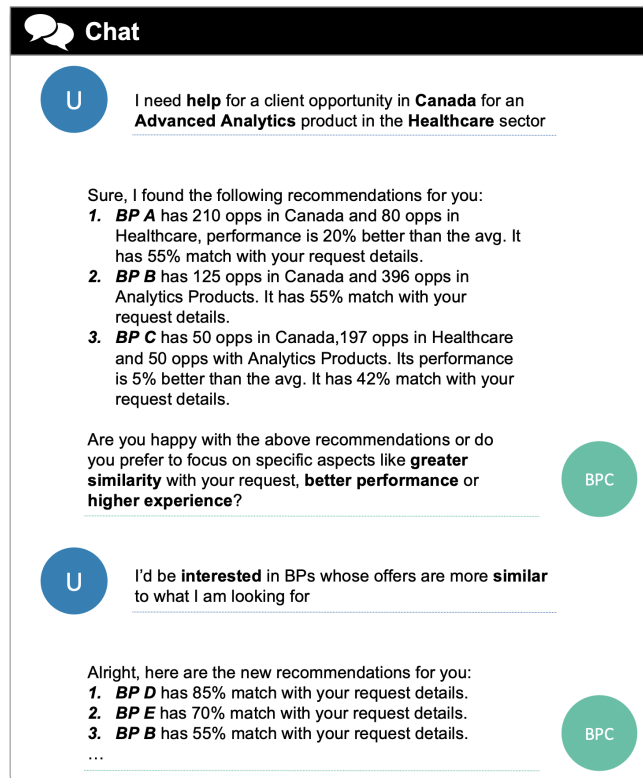 Chat
U
I need help for a client opportunity in Canada for an
Advanced Analytics product in the Healthcare sector
Sure, I found the following recommendations for you:
1. BP A has 210 opps in Canada and 80 opps in
Healthcare, performance is 20% better than the avg. It
has 55% match with your request details.
2. BP B has 125 opps in Canada and 396 opps in
Analytics Products. It has 55% match with your
request details.
3. BP C has 50 opps in Canada,197 opps in Healthcare
and 50 opps with Analytics Products. Its performance
is 5% better than the avg. It has 42% match with your
request details.
Are you happy with the above recommendations or do
you prefer to focus on specific aspects like greater
similarity with your request, better performance or
higher experience?
BPC
U
I'd be interested in BPs whose offers are more similar
to what I am looking for
Alright, here are the new recommendations for you:
1. BP D has 85% match with your request details.
2. BP E has 70% match with your request details.
3. BP B has 55% match with your request details.
...
BPC